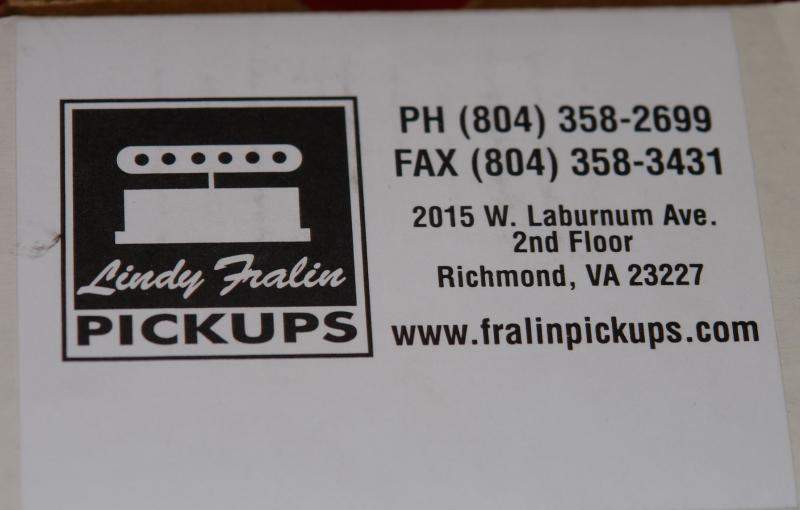 Lindy Fralin
PICKUPS
PH (804) 358-2699
FAX (804) 358-3431
2015 W. Laburnum Ave.
2nd Floor
Richmond, VA 23227
www.fralinpickups.com